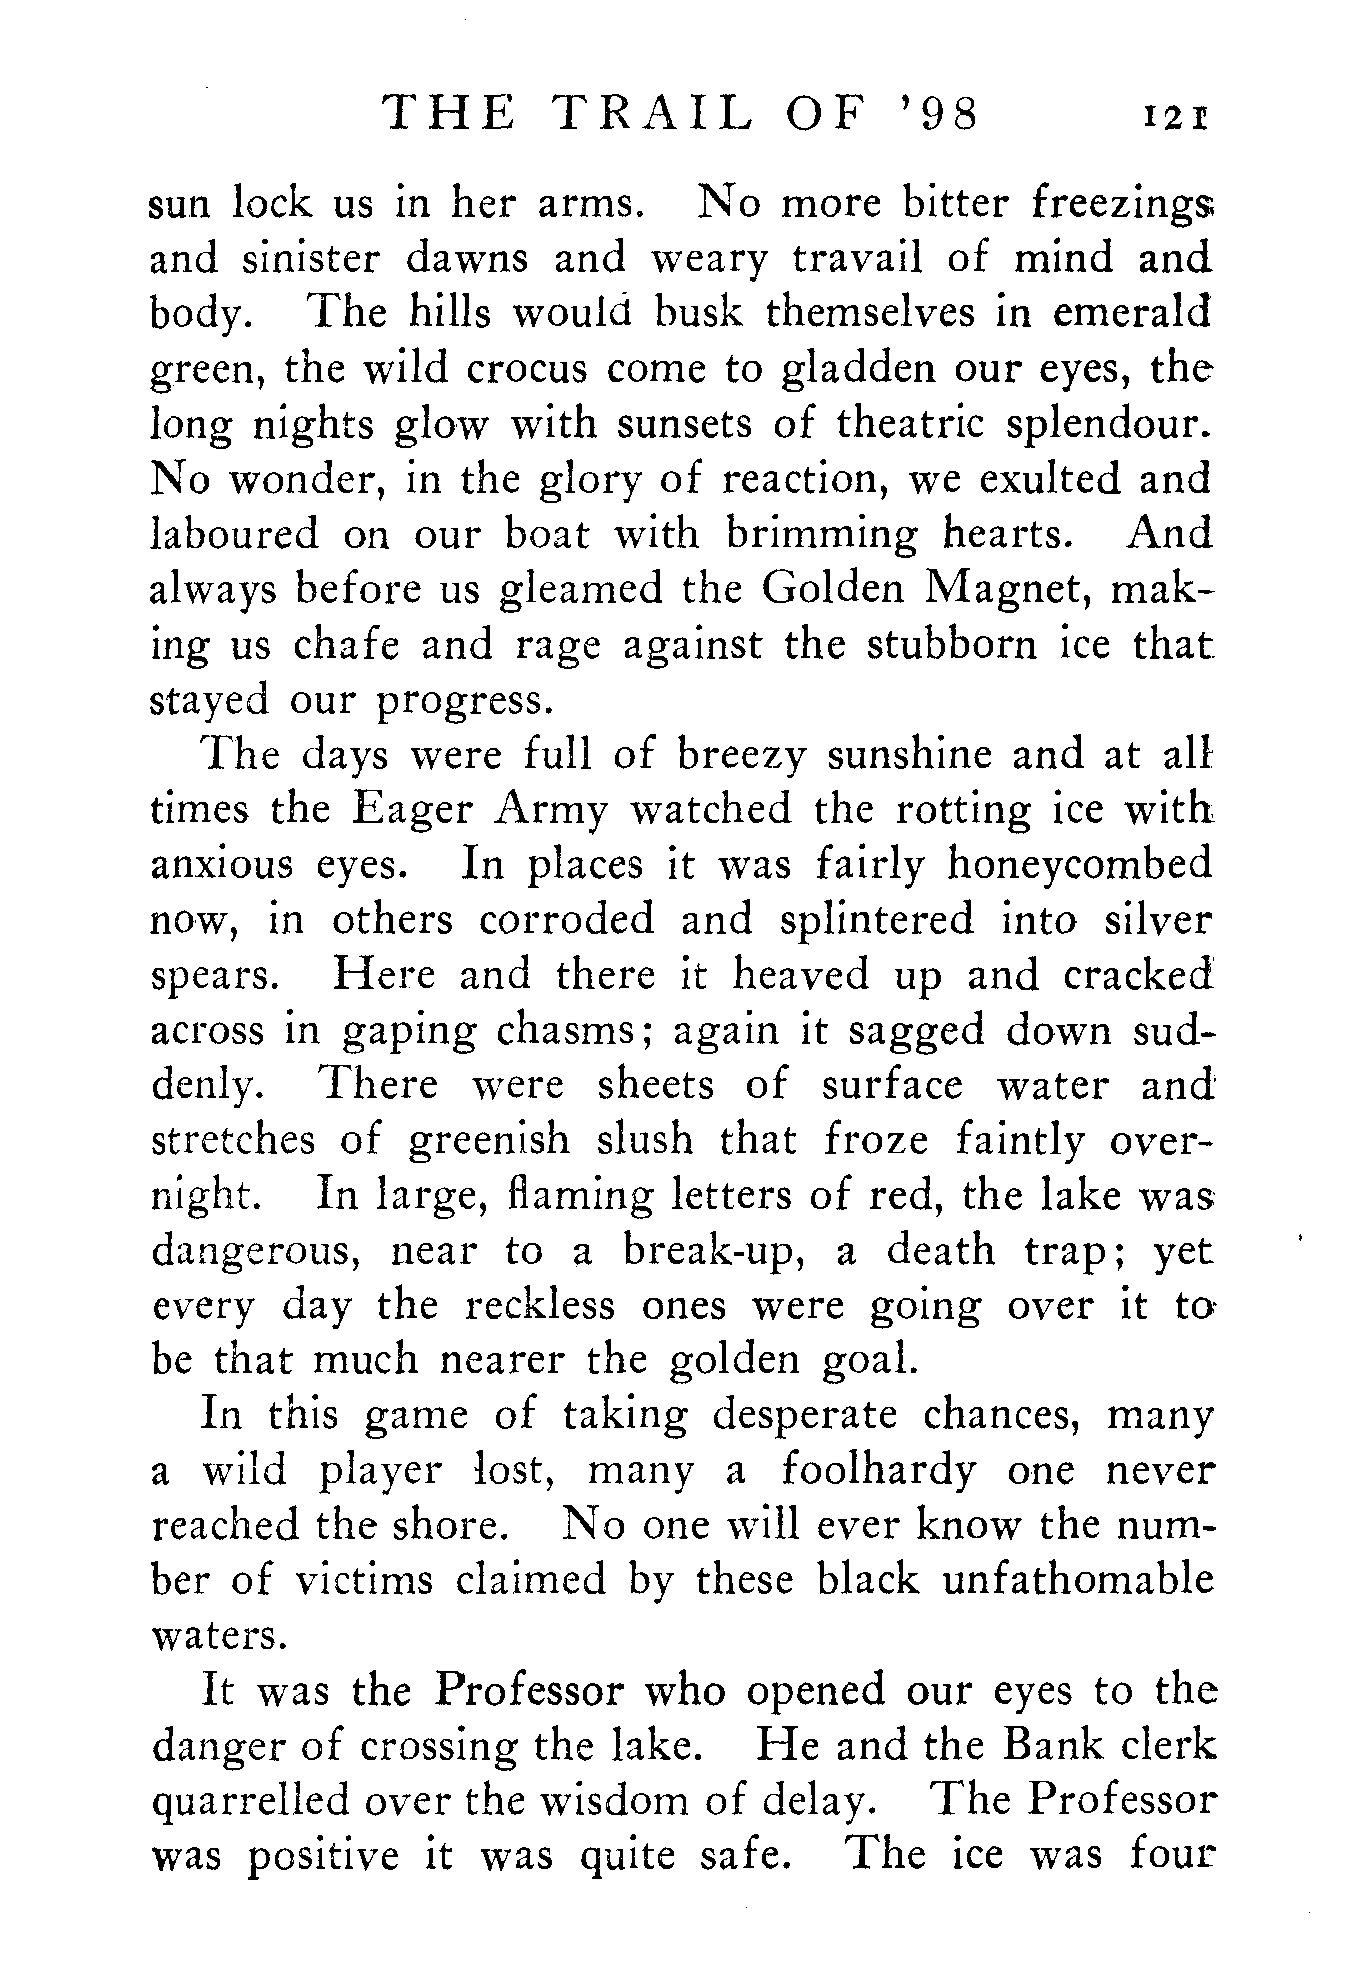 THE TRAIL OF '98 121
sun lock us in her arms. No more bitter freezings
and sinister dawns and weary travail of mind and
body. The hills would busk themselves in emerald
green, the wild crocus come to gladden our eyes, the
long nights glow with sunsets of theatric splendour.
No wonder, in the glory of reaction, we exulted and
laboured on our boat with brimming hearts. And
always before us gleamed the Golden Magnet, mak-
ing us chafe and rage against the stubborn ice that
stayed our progress.
The days were full of breezy sunshine and at all
times the Eager Army watched the rotting ice with
anxious eyes. In places it was fairly honeycombed
now, in others corroded and splintered into silver
spears. Here and there it heaved up and cracked
across in gaping chasms; again it sagged down sud-
denly. There were sheets of surface water and
stretches of greenish slush that froze faintly over-
night. In large, flaming letters of red, the lake was
dangerous, near to a break-up, a death trap; yet
every day the reckless ones were going over it to
be that much nearer the golden goal.
In this game of taking desperate chances, many
a wild player lost, many a foolhardy one never
reached the shore. No one will ever know the num-
ber of victims claimed by these black unfathomable
waters.
It was the Professor who opened our eyes to the
danger of crossing the lake. He and the Bank clerk
quarrelled over the wisdom of delay. The Professor
was positive it was quite safe. The ice was four